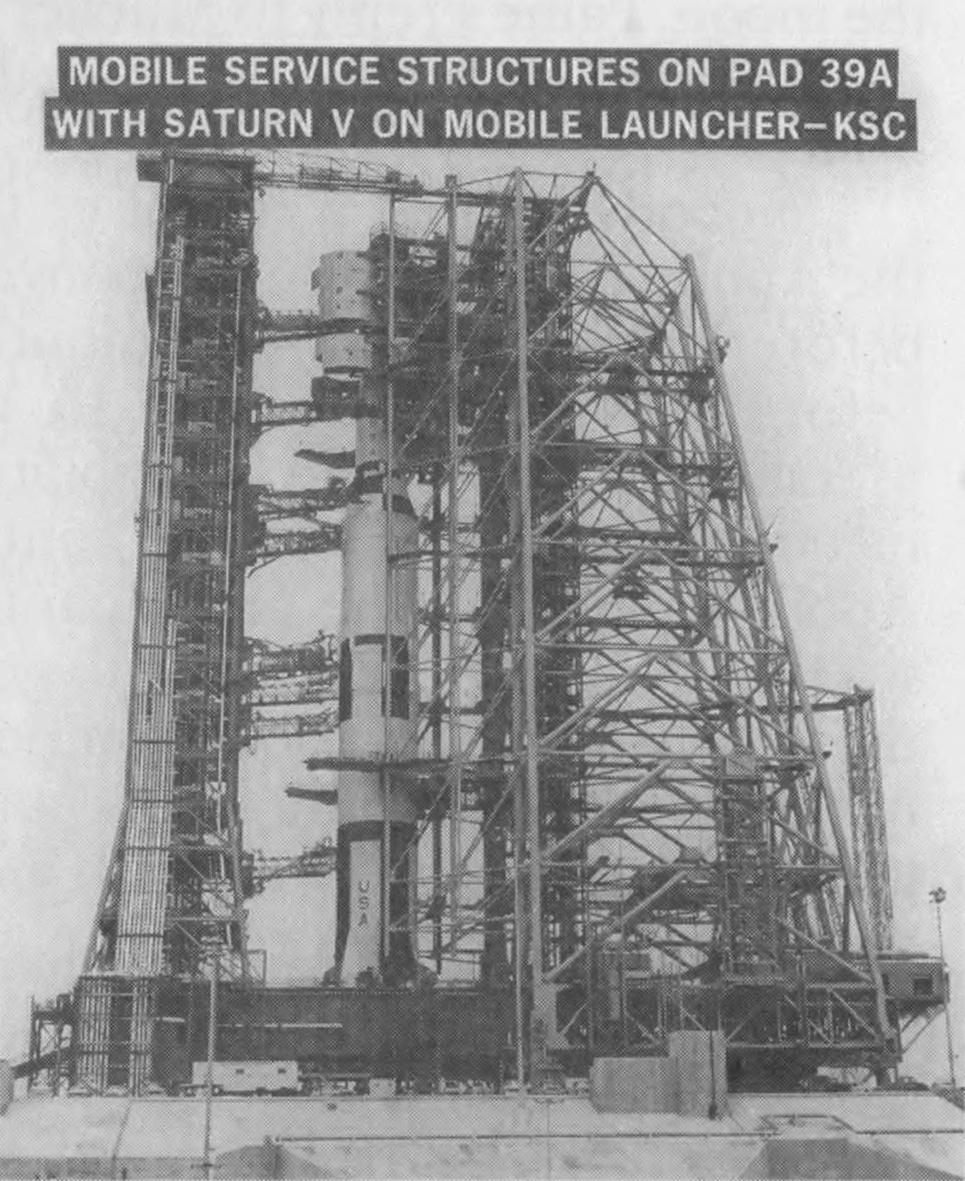 MOBILE SERVICE STRUCTURES ON PAD 39A
WITH SATURN V ON MOBILE LAUNCHER–KSC
USA